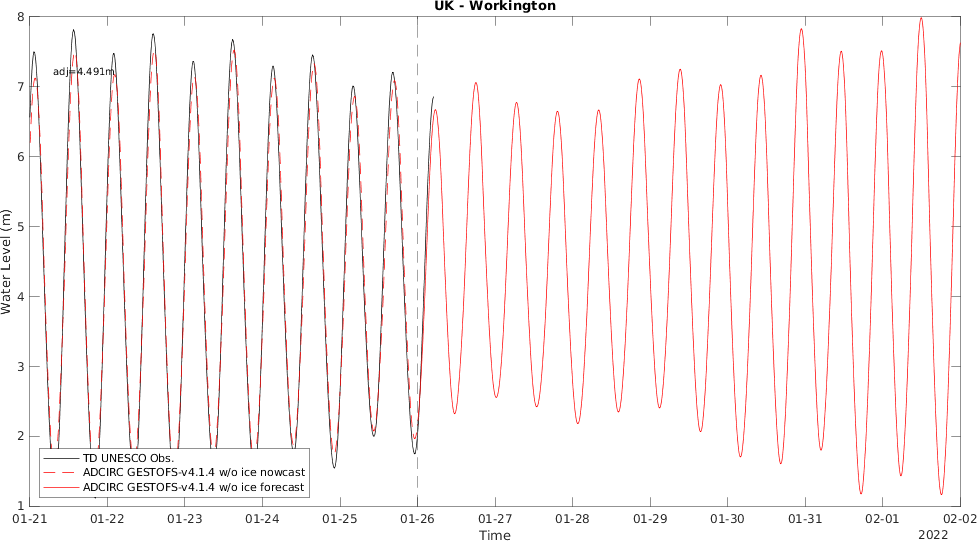 UK - Workington
8
7
6
5
4
3
2
1
Water Level (m)
adj=4.491m
TD UNESCO Obs.
ADCIRC GESTOFS-v4.1.4 w/o ice nowcast
ADCIRC GESTOFS-v4.1.4 w/o ice forecast
01-21 01-22 01-23 01-24 01-25 01-26 01-27 01-28 01-29 01-30 01-31 02-01 02-02
Time
2022